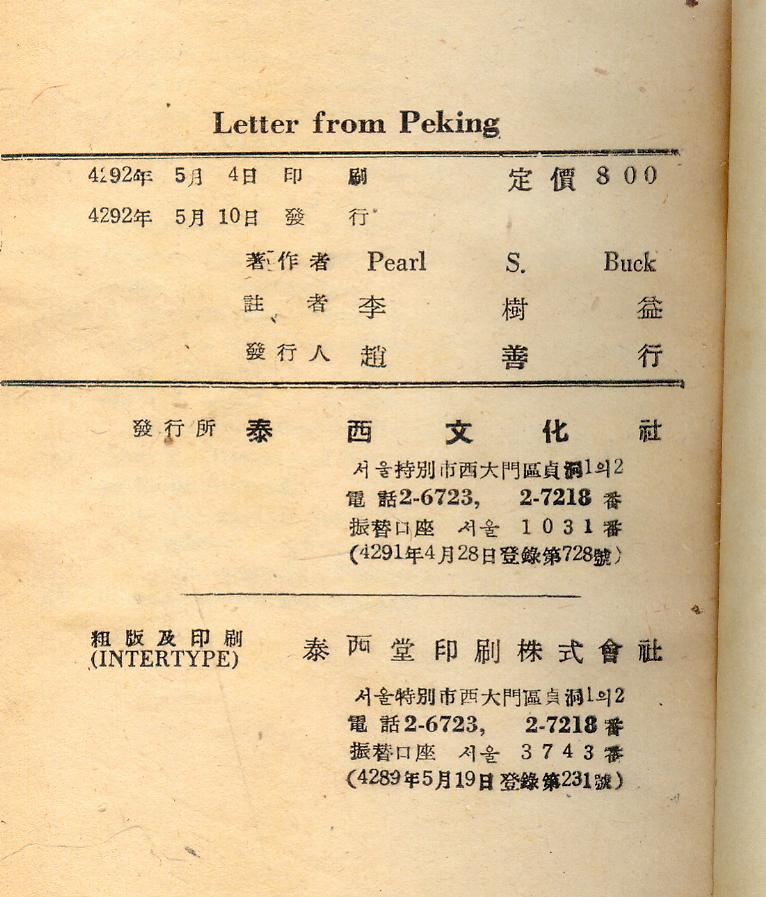 Letter from Peking
4292年 5月 4日 印 刷 定 價 8 0 0
4292年 5月 10日 發 行
著 作 者 Pearl S. Buck
註 者 李 樹 益
發 行 人 趙 善 行
發 行 所 泰 西 文 化 社
서울特別市西大門區貞洞1의2
電 話 2-6723, 2-7218 番
振替口座 서울 1 0 3 1 番
(4291年4月28日登錄第728號)
組 版 及 印 刷
(INTERTYPE) 泰 西 堂 印 刷 株 式 會 社
서울特別市西大門區貞洞1의2
電 話 2-6723, 2-7218 番
振替口座 서울 3 7 4 3 番
(4289年5月19日登錄第231號)